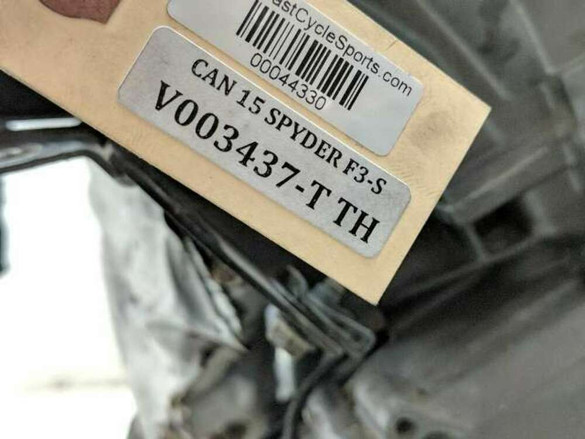 astCycleSports.com
00044330
CAN 15 SPYDER F3-S
V003437-T TH